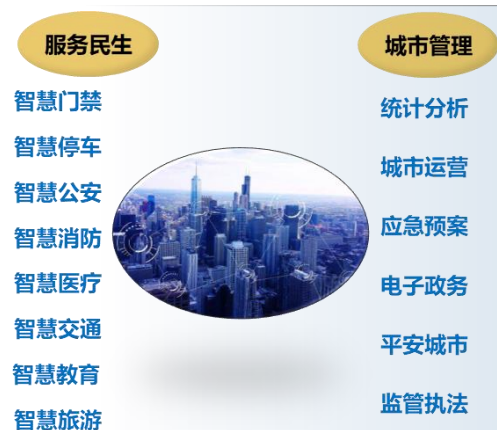 服务民生
智慧门禁
智慧停车
智慧公安
智慧消防
智慧医疗
智慧交通
智慧教育
智慧旅游
城市管理
统计分析
城市运营
应急预案
电子政务
平安城市
监管执法